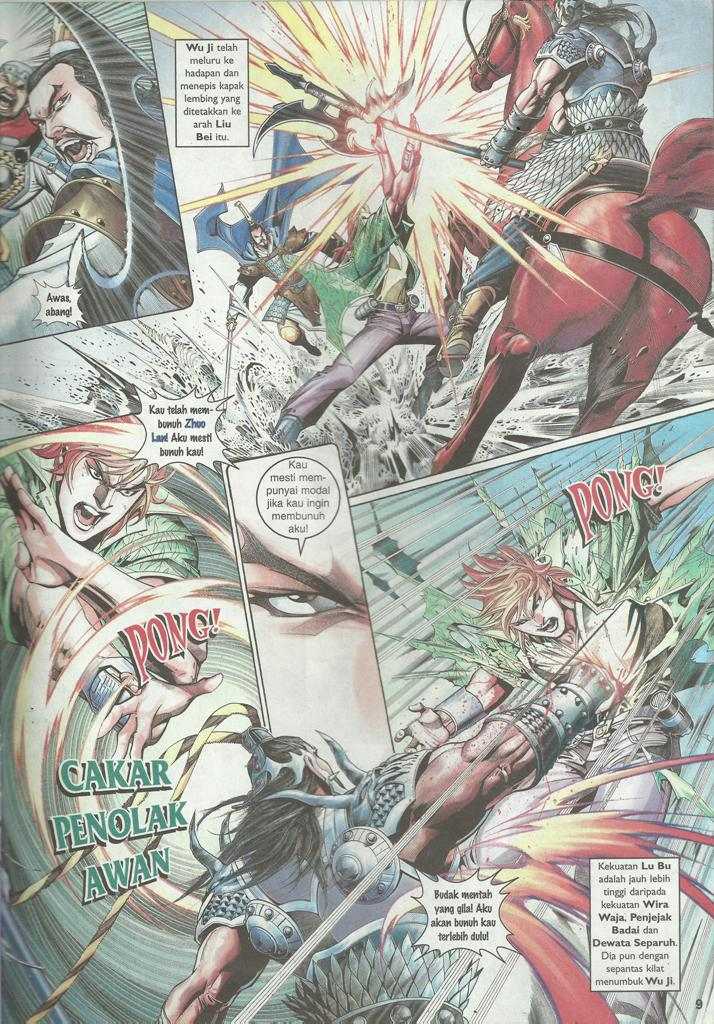 Wu Ji telah
meluru ke
hadapan dan
menepis kapak
lembing yang
ditetakkan ke
arah Liu
Bei itu.
Awas,
abang!
Kau telah mem-
bunuh Zhuo
Lan! Aku mesti
bunuh kau!
Kau
mesti mem-
punyai modal
jika kau ingin
membunuh
aku!
PONG!
PONG!
CAKAR
PENOLAK
AWAN
Budak mentah
yang gila! Aku
akan bunuh kau
terlebih dulu!
Kekuatan Lu Bu
adalah jauh lebih
tinggi daripada
kekuatan Wira
Waja, Penjejak
Badai dan
Dewata Separuh.
Dia pun dengan
sepantas kilat
menumbuk Wu Ji.
9